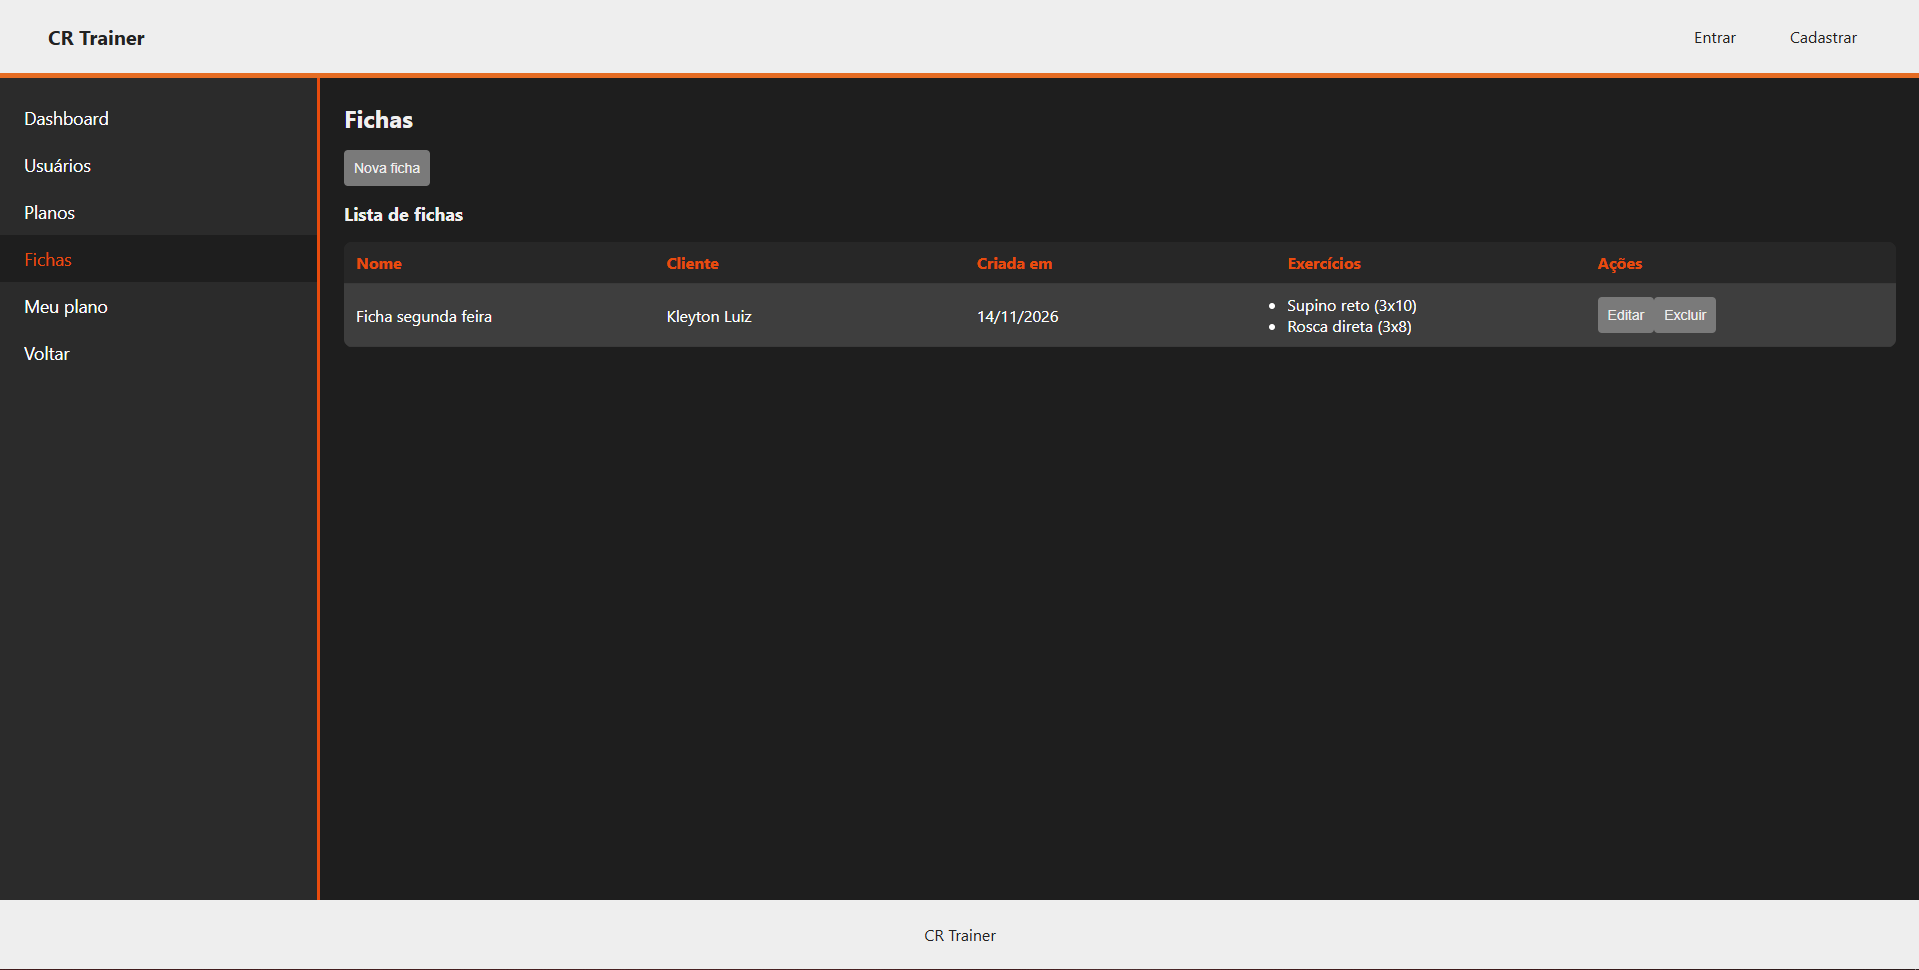 CR Trainer
Entrar
Cadastrar
Dashboard
Usuários
Planos
Fichas
Meu plano
Voltar
Fichas
Nova ficha
Lista de fichas
Nome Cliente Criada em Exercícios Ações
Ficha segunda feira Kleyton Luiz 14/11/2026
Supino reto (3x10)
Rosca direta (3x8)
Editar Excluir
CR Trainer